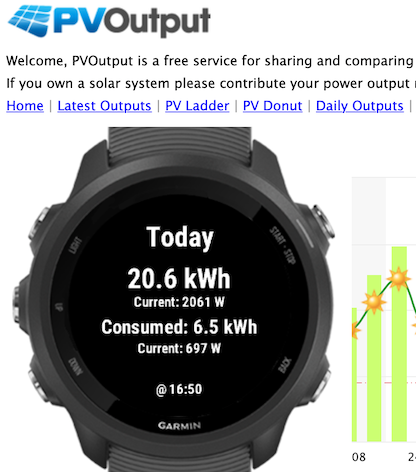 PVOutput
Welcome, PVOutput is a free service for sharing and comparing
If you own a solar system please contribute your power output
Home | Latest Outputs | PV Ladder | PV Donut | Daily Outputs |
LIGHT
START · STOP
UP
DOWN
BACK
Today
20.6 kWh
Current: 2061 W
Consumed: 6.5 kWh
Current: 697 W
@ 16:50
GARMIN
08
2